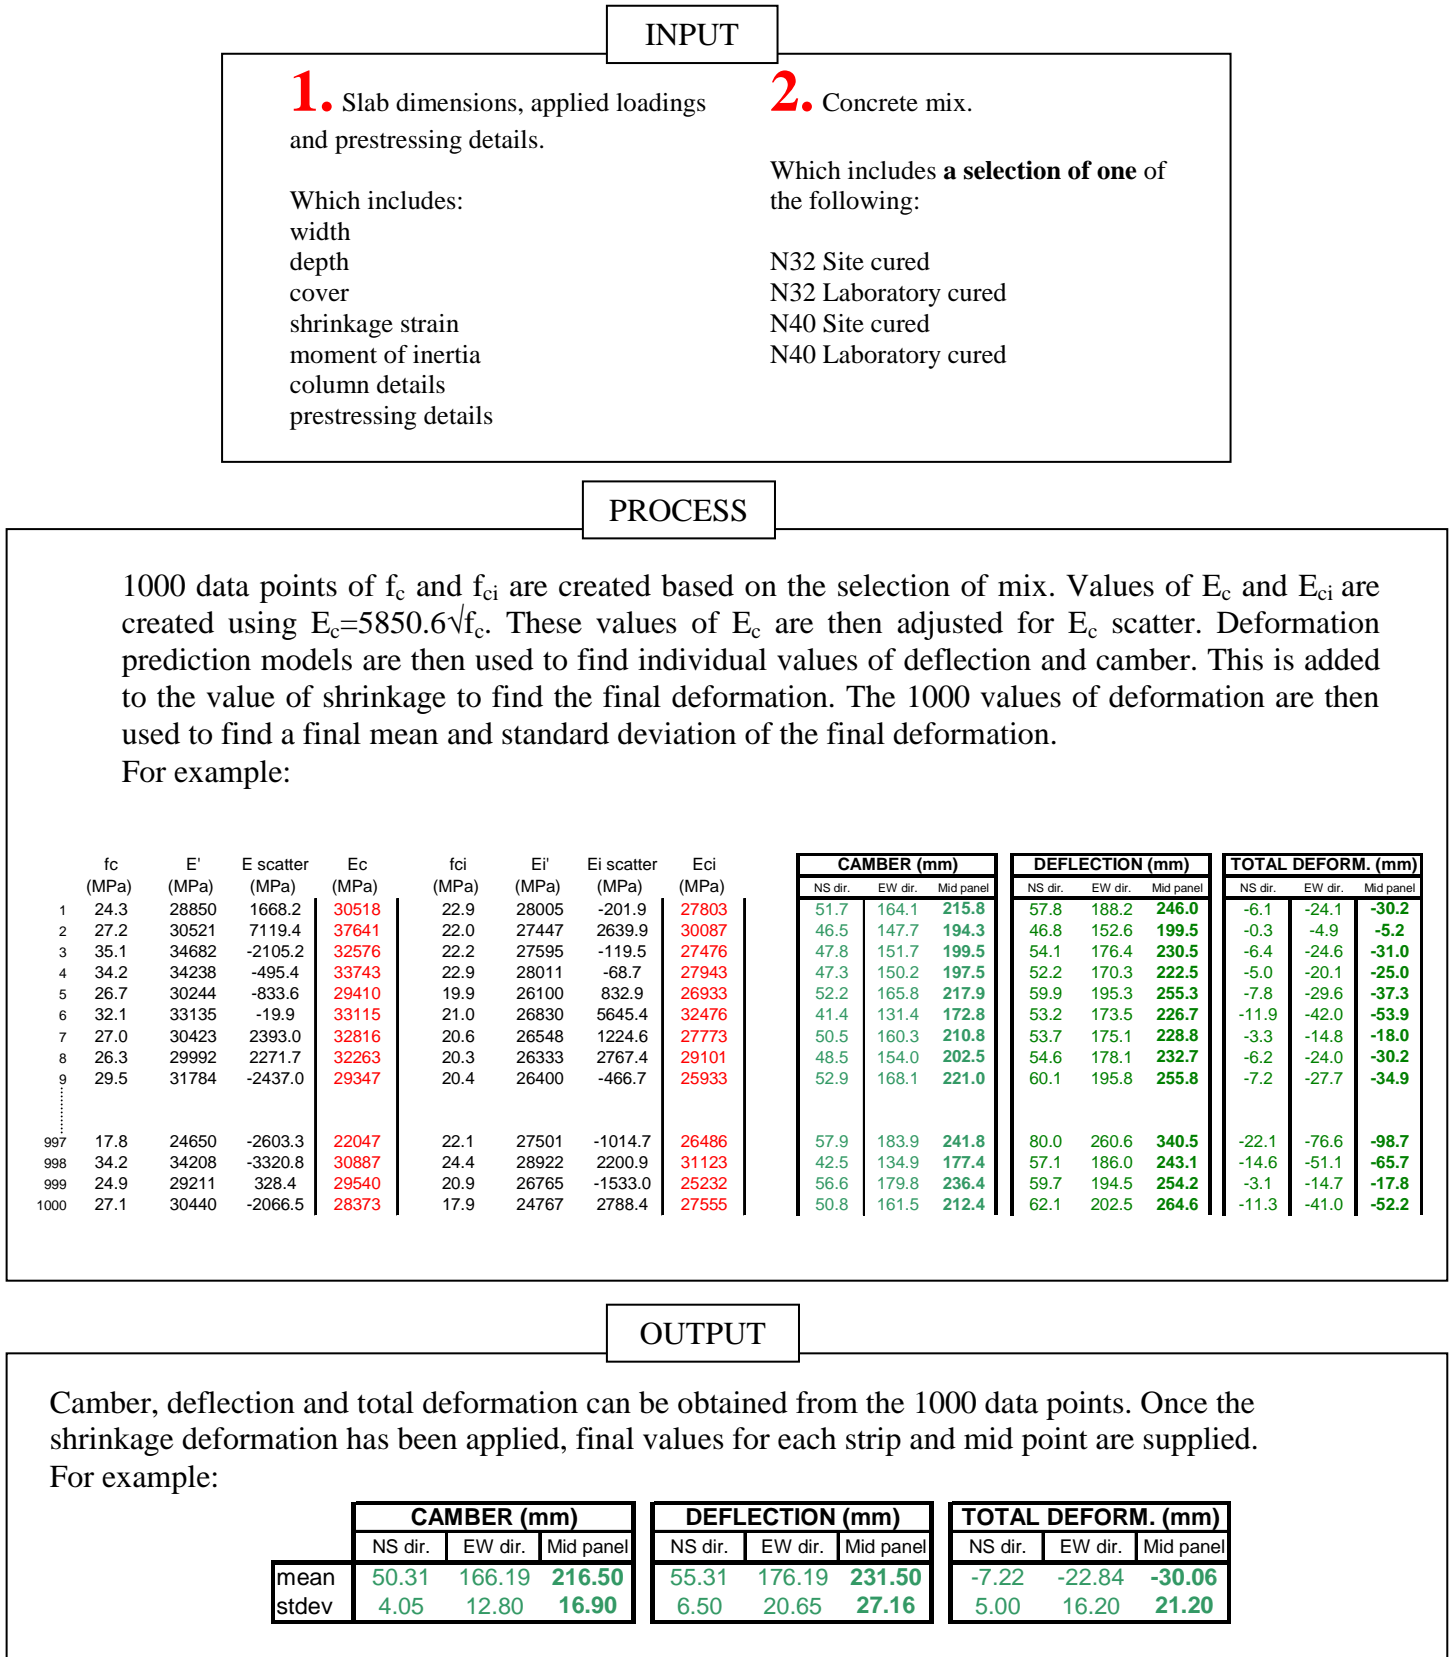 INPUT
1. Slab dimensions, applied loadings
and prestressing details.
Which includes:
width
depth
cover
shrinkage strain
moment of inertia
column details
prestressing details
2. Concrete mix.
Which includes a selection of one of
the following:
N32 Site cured
N32 Laboratory cured
N40 Site cured
N40 Laboratory cured
PROCESS
1000 data points of fc and fci are created based on the selection of mix. Values of Ec and Eci are
created using Ec=5850.6√fc. These values of Ec are then adjusted for Ec scatter. Deformation
prediction models are then used to find individual values of deflection and camber. This is added
to the value of shrinkage to find the final deformation. The 1000 values of deformation are then
used to find a final mean and standard deviation of the final deformation.
For example:
fc E' E scatter Ec fci Ei' Ei scatter Eci CAMBER (mm) DEFLECTION (mm) TOTAL DEFORM. (mm)
(MPa) (MPa) (MPa) (MPa) (MPa) (MPa) (MPa) (MPa) NS dir. EW dir. Mid panel NS dir. EW dir. Mid panel NS dir. EW dir. Mid panel
1 24.3 28850 1668.2 30518 22.9 28005 -201.9 27803 51.7 164.1 215.8 57.8 188.2 246.0 -6.1 -24.1 -30.2
2 27.2 30521 7119.4 37641 22.0 27447 2639.9 30087 46.5 147.7 194.3 46.8 152.6 199.5 -0.3 -4.9 -5.2
3 35.1 34682 -2105.2 32576 22.2 27595 -119.5 27476 47.8 151.7 199.5 54.1 176.4 230.5 -6.4 -24.6 -31.0
4 34.2 34238 -495.4 33743 22.9 28011 -68.7 27943 47.3 150.2 197.5 52.2 170.3 222.5 -5.0 -20.1 -25.0
5 26.7 30244 -833.6 29410 19.9 26100 832.9 26933 52.2 165.8 217.9 59.9 195.3 255.3 -7.8 -29.6 -37.3
6 32.1 33135 -19.9 33115 21.0 26830 5645.4 32476 41.4 131.4 172.8 53.2 173.5 226.7 -11.9 -42.0 -53.9
7 27.0 30423 2393.0 32816 20.6 26548 1224.6 27773 50.5 160.3 210.8 53.7 175.1 228.8 -3.3 -14.8 -18.0
8 26.3 29992 2271.7 32263 20.3 26333 2767.4 29101 48.5 154.0 202.5 54.6 178.1 232.7 -6.2 -24.0 -30.2
9 29.5 31784 -2437.0 29347 20.4 26400 -466.7 25933 52.9 168.1 221.0 60.1 195.8 255.8 -7.2 -27.7 -34.9
997 17.8 24650 -2603.3 22047 22.1 27501 -1014.7 26486 57.9 183.9 241.8 80.0 260.6 340.5 -22.1 -76.6 -98.7
998 34.2 34208 -3320.8 30887 24.4 28922 2200.9 31123 42.5 134.9 177.4 57.1 186.0 243.1 -14.6 -51.1 -65.7
999 24.9 29211 328.4 29540 20.9 26765 -1533.0 25232 56.6 179.8 236.4 59.7 194.5 254.2 -3.1 -14.7 -17.8
1000 27.1 30440 -2066.5 28373 17.9 24767 2788.4 27555 50.8 161.5 212.4 62.1 202.5 264.6 -11.3 -41.0 -52.2
OUTPUT
Camber, deflection and total deformation can be obtained from the 1000 data points. Once the
shrinkage deformation has been applied, final values for each strip and mid point are supplied.
For example:
CAMBER (mm) DEFLECTION (mm) TOTAL DEFORM. (mm)
NS dir. EW dir. Mid panel NS dir. EW dir. Mid panel NS dir. EW dir. Mid panel
mean 50.31 166.19 216.50 55.31 176.19 231.50 -7.22 -22.84 -30.06
stdev 4.05 12.80 16.90 6.50 20.65 27.16 5.00 16.20 21.20